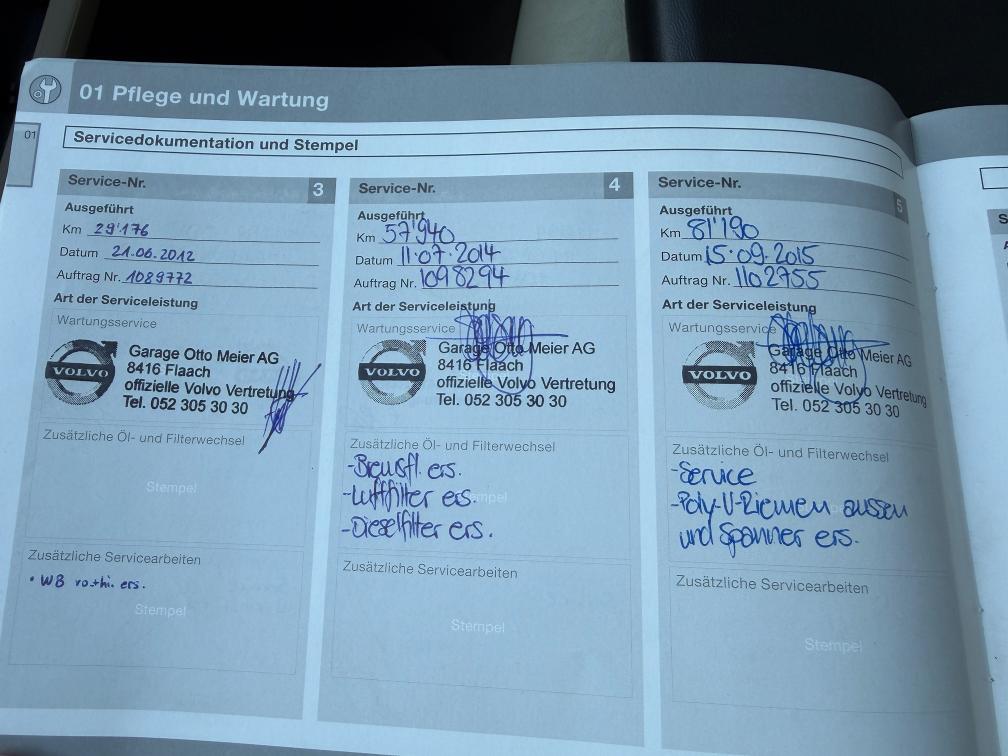 01 Pflege und Wartung
01
Servicedokumentation und Stempel
Service-Nr. 3
Ausgeführt
Km 29'176
Datum 21.06.2012
Auftrag Nr. 1089772
Art der Serviceleistung
Wartungsservice
VOLVO
Garage Otto Meier AG
8416 Flaach
offizielle Volvo Vertretung
Tel. 052 305 30 30
Zusätzliche Öl- und Filterwechsel
Stempel
Zusätzliche Servicearbeiten
• WB vo.+hi. ers.
Stempel
Service-Nr. 4
Ausgeführt
Km 57'940
Datum 11.07.2014
Auftrag Nr. 1098294
Art der Serviceleistung
Wartungsservice
VOLVO
Garage Otto Meier AG
8416 Flaach
offizielle Volvo Vertretung
Tel. 052 305 30 30
Zusätzliche Öl- und Filterwechsel
-Bremsfl. ers.
-Luftfilter ers.
-Dieselfilter ers.
Zusätzliche Servicearbeiten
Stempel
Service-Nr. 5
Ausgeführt
Km 81'190
Datum 15.09.2015
Auftrag Nr. 1102755
Art der Serviceleistung
Wartungsservice
VOLVO
Garage Otto Meier AG
8416 Flaach
offizielle Volvo Vertretung
Tel. 052 305 30 30
Zusätzliche Öl- und Filterwechsel
-Service
-Poly-V-Riemen aussen
und Spanner ers.
Zusätzliche Servicearbeiten
Stempel